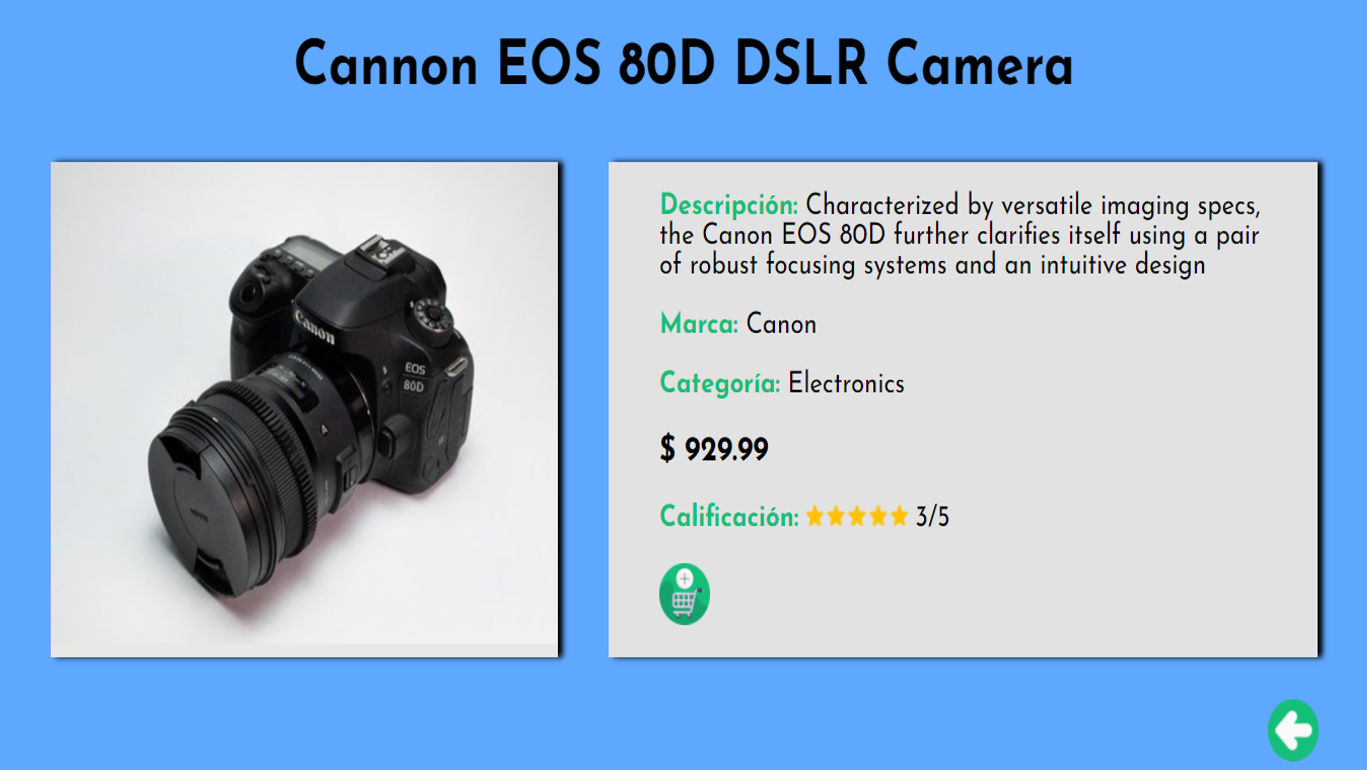 Cannon EOS 80D DSLR Camera
Canon
EOS
80D
A
Descripción: Characterized by versatile imaging specs,
the Canon EOS 80D further clarifies itself using a pair
of robust focusing systems and an intuitive design
Marca: Canon
Categoría: Electronics
$ 929.99
Calificación: 3/5